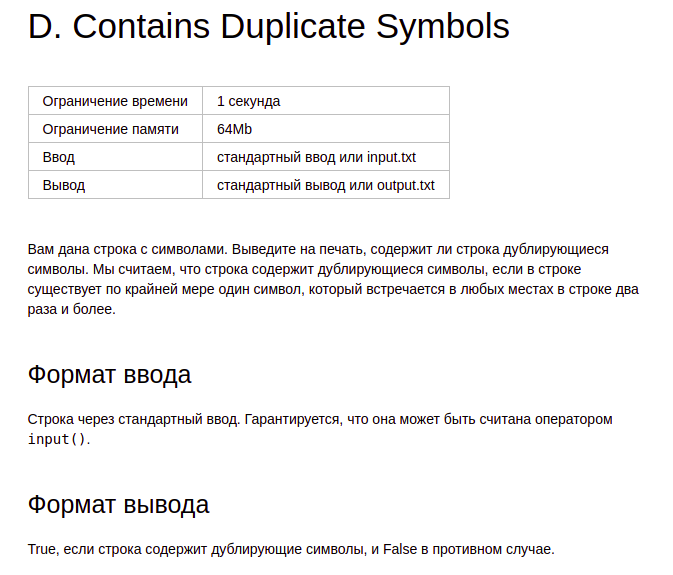 D. Contains Duplicate Symbols
Ограничение времени 1 секунда
Ограничение памяти 64Mb
Ввод стандартный ввод или input.txt
Вывод стандартный вывод или output.txt
Вам дана строка с символами. Выведите на печать, содержит ли строка дублирующиеся
символы. Мы считаем, что строка содержит дублирующиеся символы, если в строке
существует по крайней мере один символ, который встречается в любых местах в строке два
раза и более.
Формат ввода
Строка через стандартный ввод. Гарантируется, что она может быть считана оператором
input().
Формат вывода
True, если строка содержит дублирующие символы, и False в противном случае.